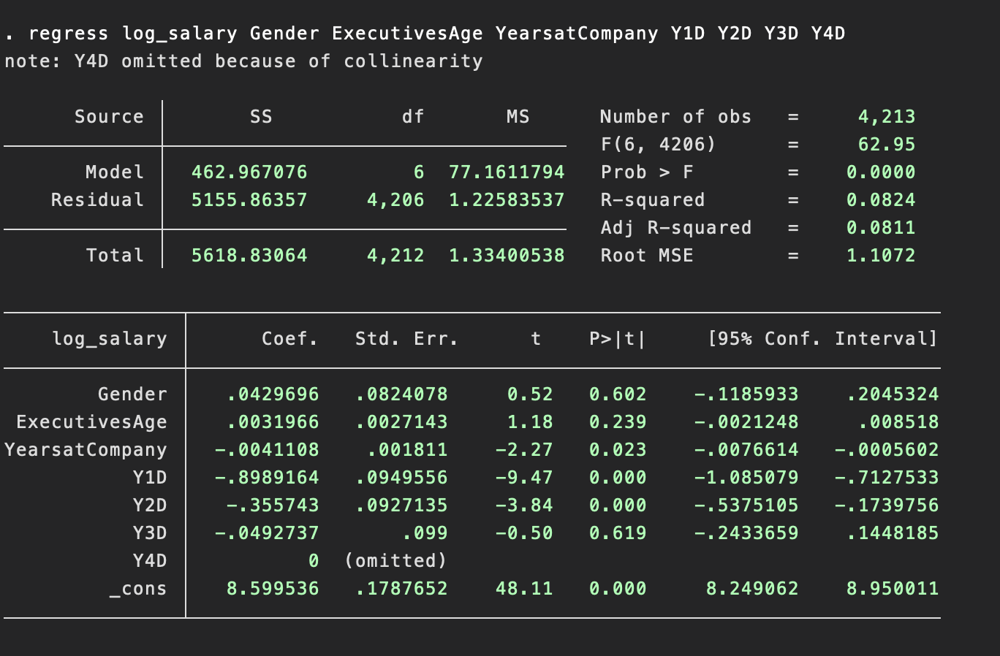 . regress log_salary Gender ExecutivesAge YearsatCompany Y1D Y2D Y3D Y4D
note: Y4D omitted because of collinearity
Source SS df MS Number of obs = 4,213
F(6, 4206) = 62.95
Model 462.967076 6 77.1611794 Prob > F = 0.0000
Residual 5155.86357 4,206 1.22583537 R-squared = 0.0824
Adj R-squared = 0.0811
Total 5618.83064 4,212 1.33400538 Root MSE = 1.1072
log_salary Coef. Std. Err. t P>|t| [95% Conf. Interval]
Gender .0429696 .0824078 0.52 0.602 -.1185933 .2045324
ExecutivesAge .0031966 .0027143 1.18 0.239 -.0021248 .008518
YearsatCompany -.0041108 .001811 -2.27 0.023 -.0076614 -.0005602
Y1D -.8989164 .0949556 -9.47 0.000 -1.085079 -.7127533
Y2D -.355743 .0927135 -3.84 0.000 -.5375105 -.1739756
Y3D -.0492737 .099 -0.50 0.619 -.2433659 .1448185
Y4D 0 (omitted)
_cons 8.599536 .1787652 48.11 0.000 8.249062 8.950011